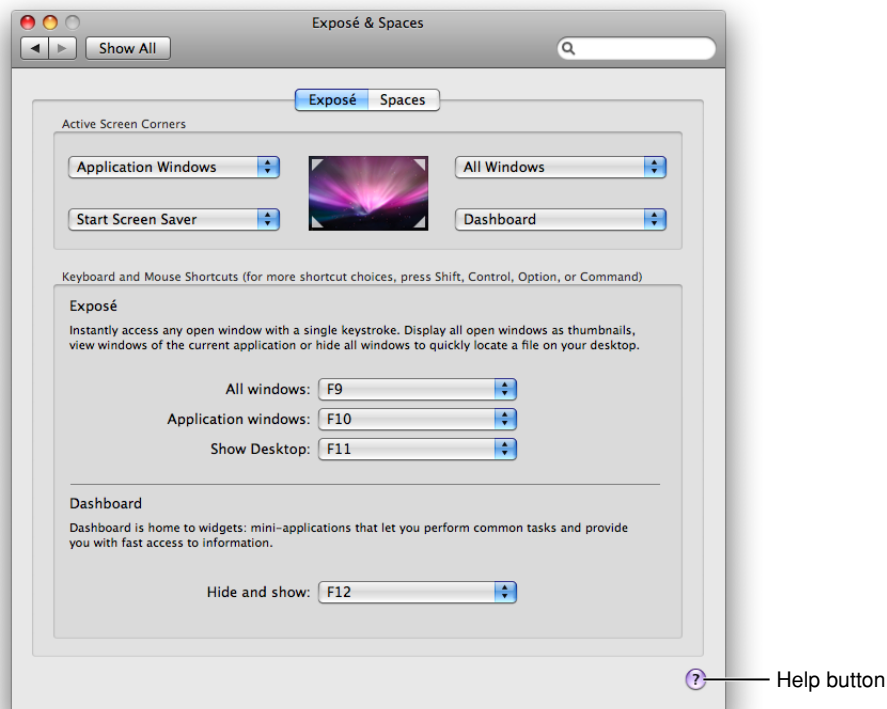 Exposé & Spaces
Show All
Exposé Spaces
Active Screen Corners
Application Windows
All Windows
Start Screen Saver
Dashboard
Keyboard and Mouse Shortcuts (for more shortcut choices, press Shift, Control, Option, or Command)
Exposé
Instantly access any open window with a single keystroke. Display all open windows as thumbnails,
view windows of the current application or hide all windows to quickly locate a file on your desktop.
All windows: F9
Application windows: F10
Show Desktop: F11
Dashboard
Dashboard is home to widgets: mini-applications that let you perform common tasks and provide
you with fast access to information.
Hide and show: F12
? Help button